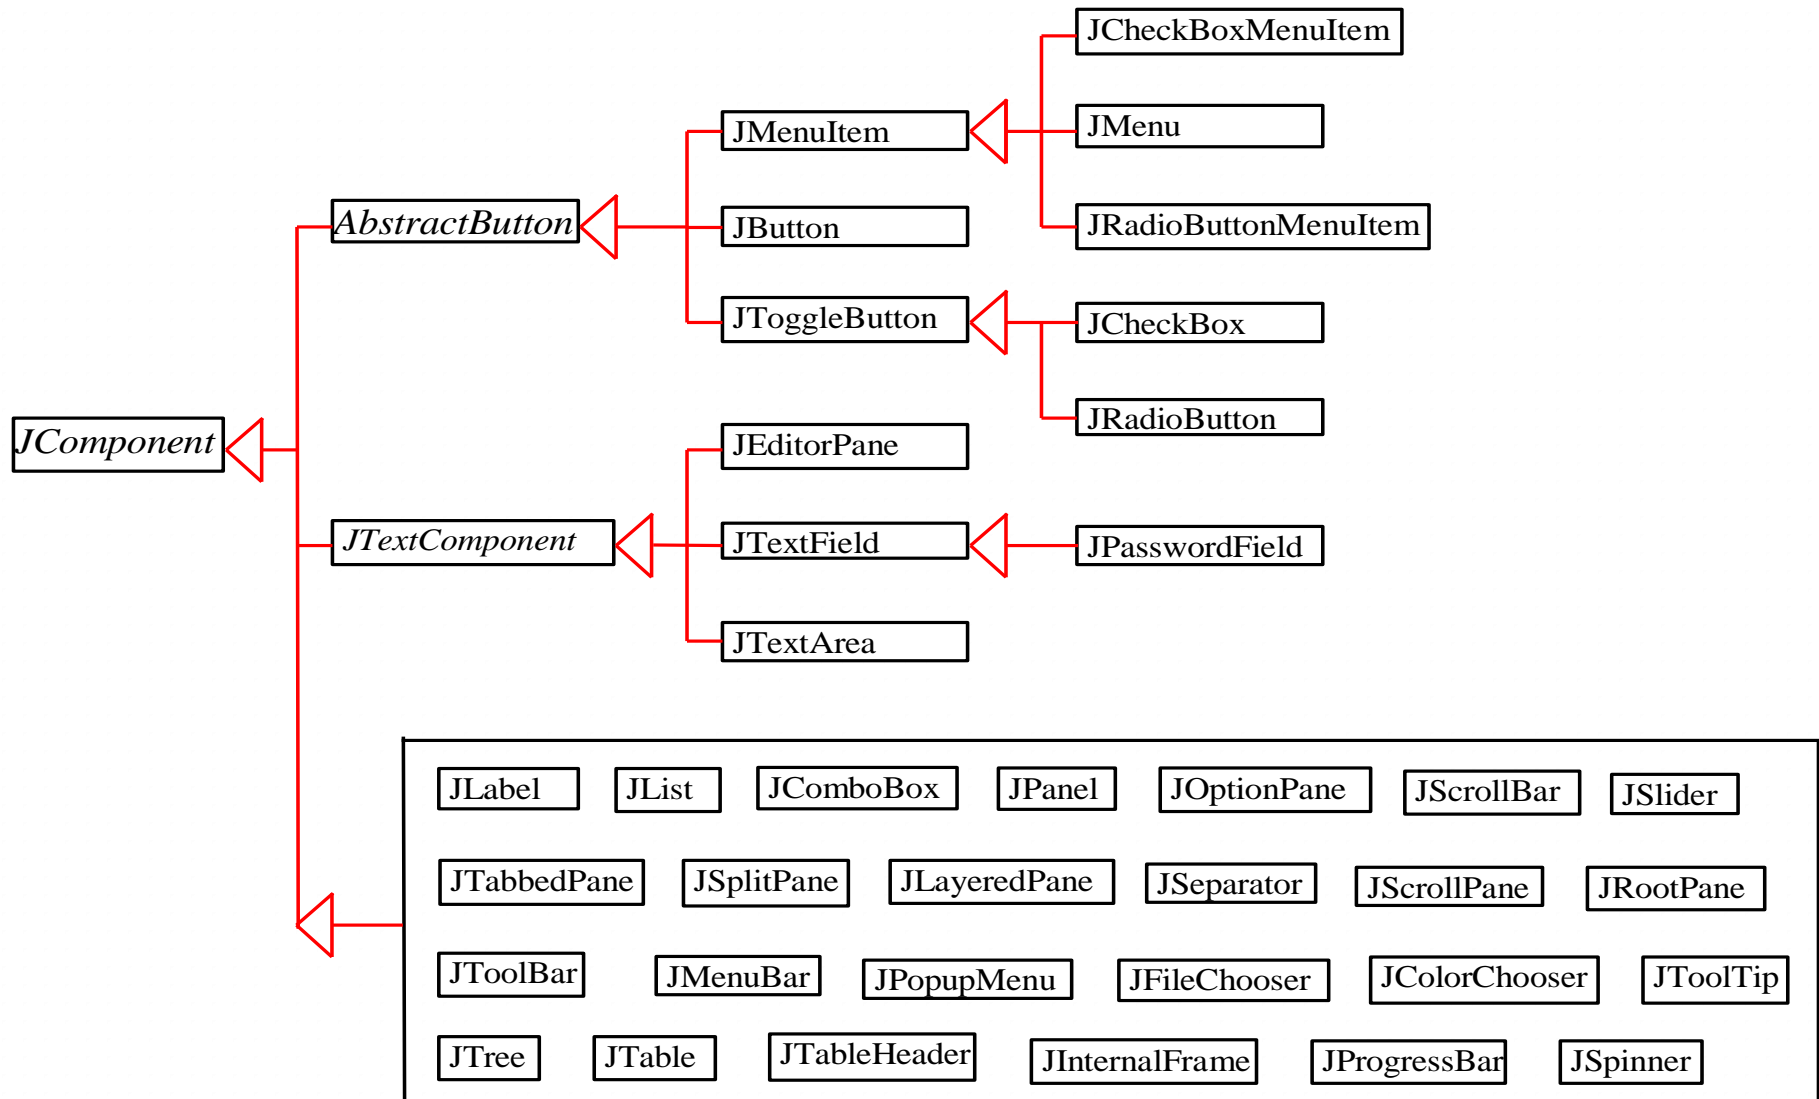 JCheckBoxMenuItem
JMenuItem
JMenu
AbstractButton
JButton
JRadioButtonMenuItem
JToggleButton
JCheckBox
JRadioButton
JComponent
JEditorPane
JTextComponent
JTextField
JPasswordField
JTextArea
JLabel JList JComboBox JPanel JOptionPane JScrollBar JSlider
JTabbedPane JSplitPane JLayeredPane JSeparator JScrollPane JRootPane
JToolBar JMenuBar JPopupMenu JFileChooser JColorChooser JToolTip
JTree JTable JTableHeader JInternalFrame JProgressBar JSpinner